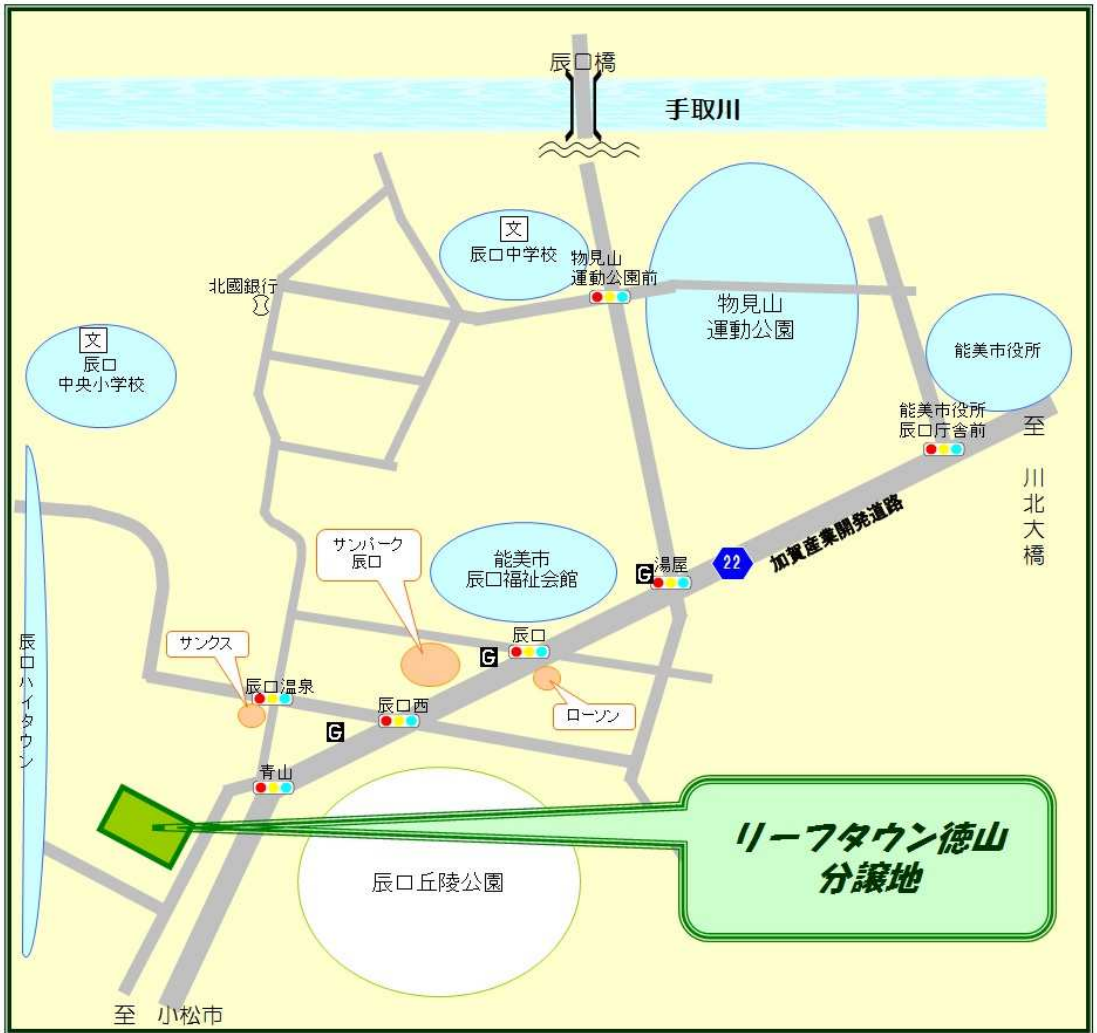 辰口橋
手取川
文
辰口中学校
物見山
運動公園前
北國銀行
物見山
運動公園
文
辰口
中央小学校
能美市役所
能美市役所
辰口庁舎前
至 川北大橋
サンパーク
辰口
能美市
辰口福祉会館
G
湯屋
22
加賀産業開発道路
辰口ハイタウン
サンクス
G
辰口
辰口温泉
辰口西
ローソン
G
青山
リーフタウン徳山
分譲地
辰口丘陵公園
至 小松市